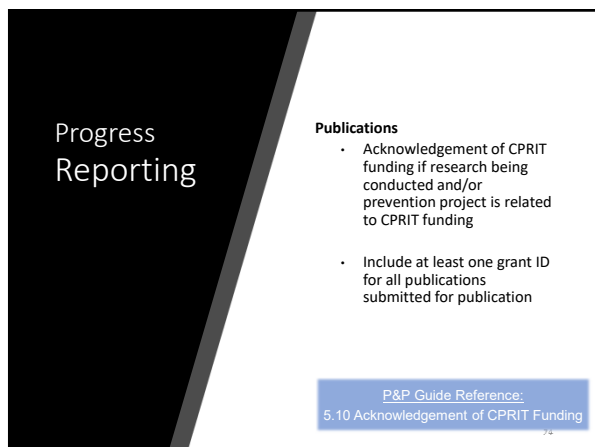 Progress
Reporting
Publications
• Acknowledgement of CPRIT
funding if research being
conducted and/or
prevention project is related
to CPRIT funding
• Include at least one grant ID
for all publications
submitted for publication
P&P Guide Reference:
5.10 Acknowledgement of CPRIT Funding